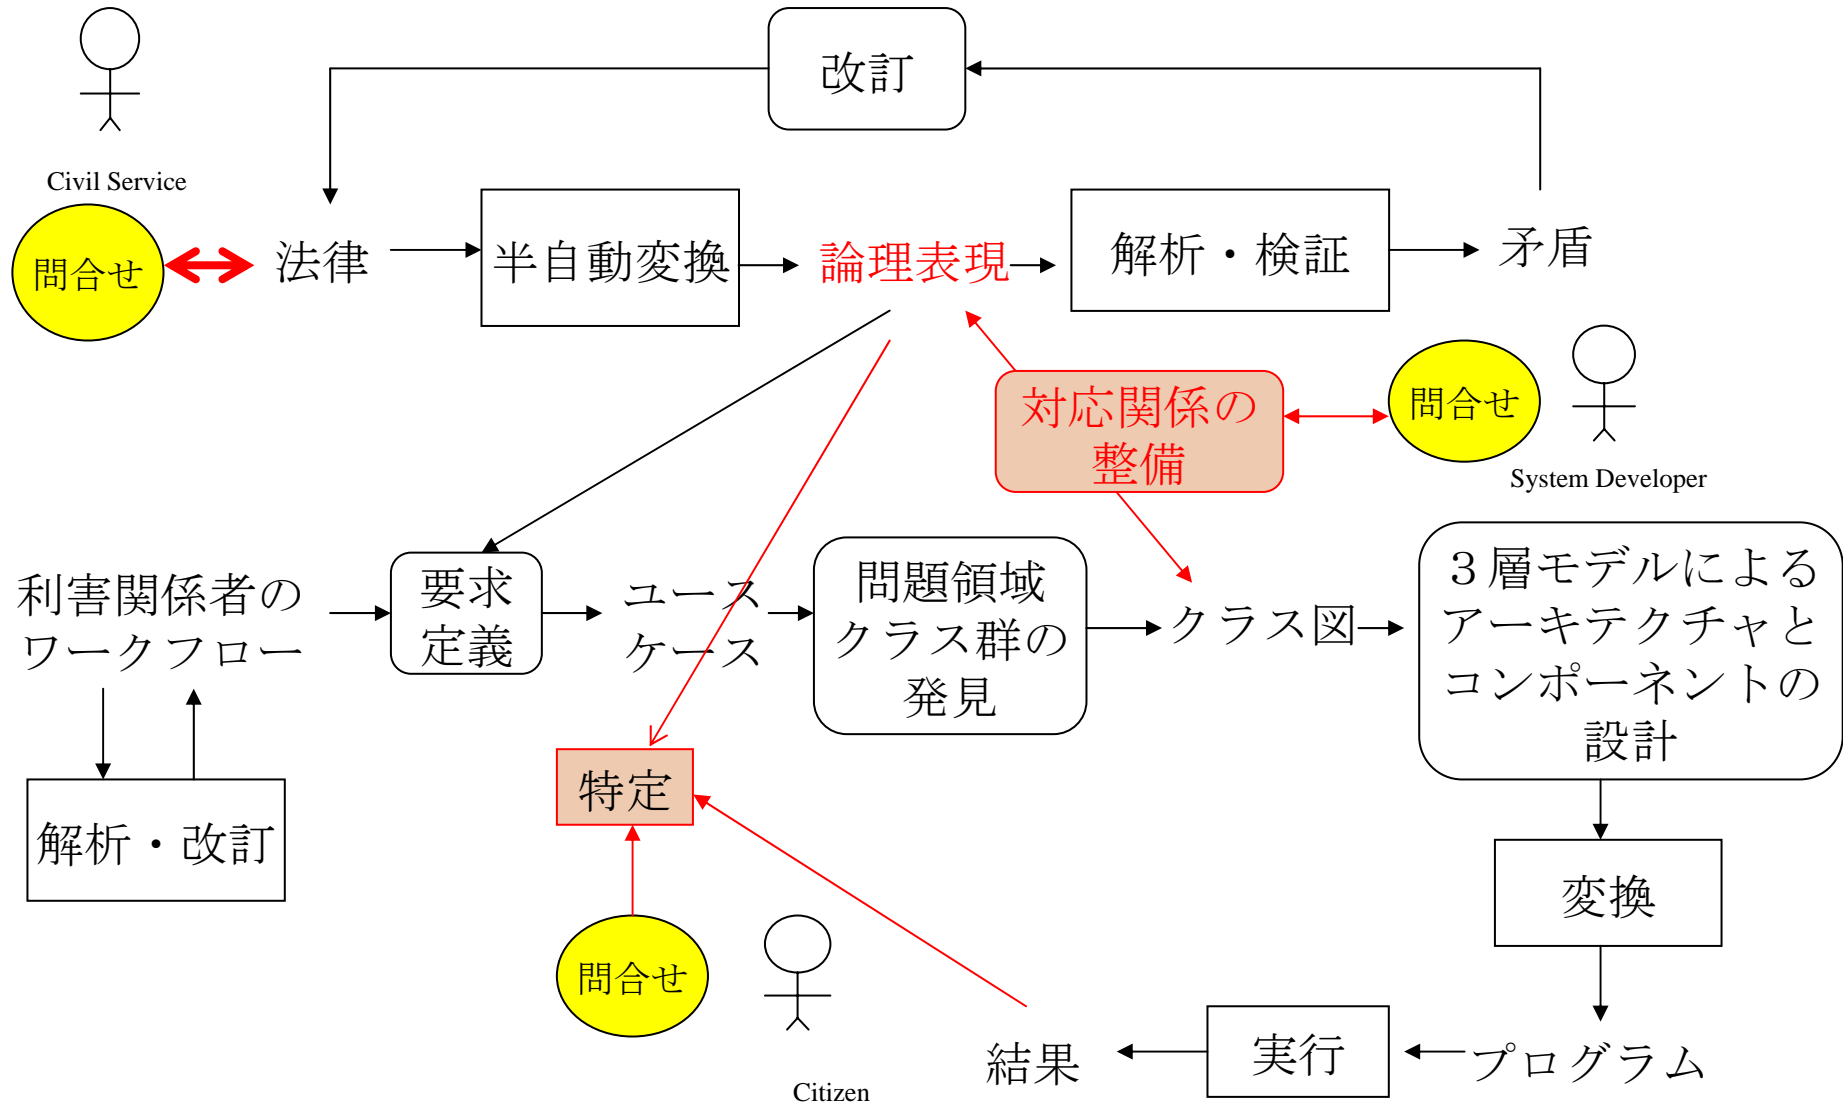 改訂
Civil Service
問合せ
法律
半自動変換
論理表現
解析・検証
矛盾
対応関係の
整備
問合せ
System Developer
利害関係者の
ワークフロー
要求
定義
ユース
ケース
問題領域
クラス群の
発見
クラス図
３層モデルによる
アーキテクチャと
コンポーネントの
設計
特定
解析・改訂
変換
問合せ
Citizen
結果
実行
プログラム